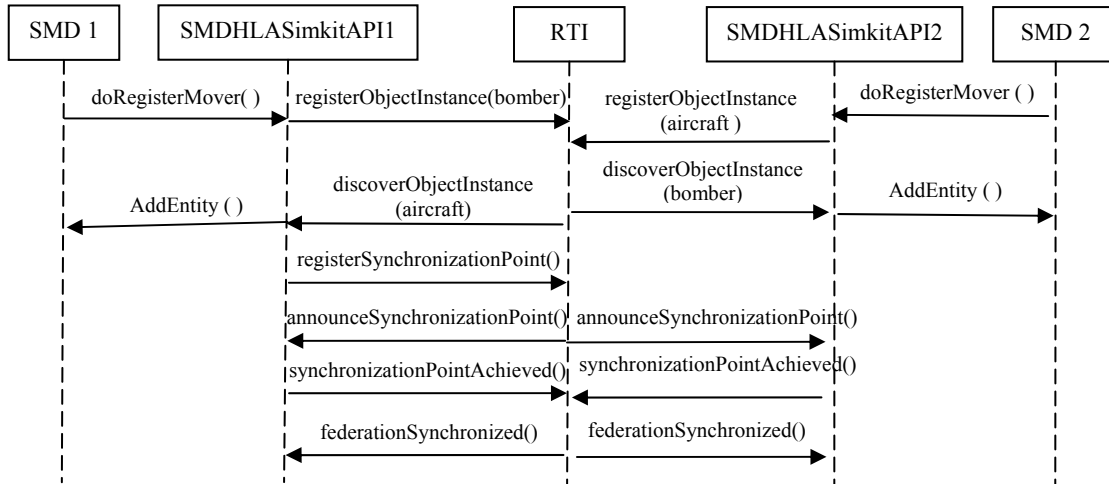 SMD 1
SMDHLASimkitAPI1
RTI
SMDHLASimkitAPI2
SMD 2
doRegisterMover( )
registerObjectInstance(bomber)
registerObjectInstance
(aircraft )
doRegisterMover ( )
AddEntity ( )
discoverObjectInstance
(aircraft)
discoverObjectInstance
(bomber)
AddEntity ( )
registerSynchronizationPoint()
announceSynchronizationPoint()
announceSynchronizationPoint()
synchronizationPointAchieved()
synchronizationPointAchieved()
federationSynchronized()
federationSynchronized()